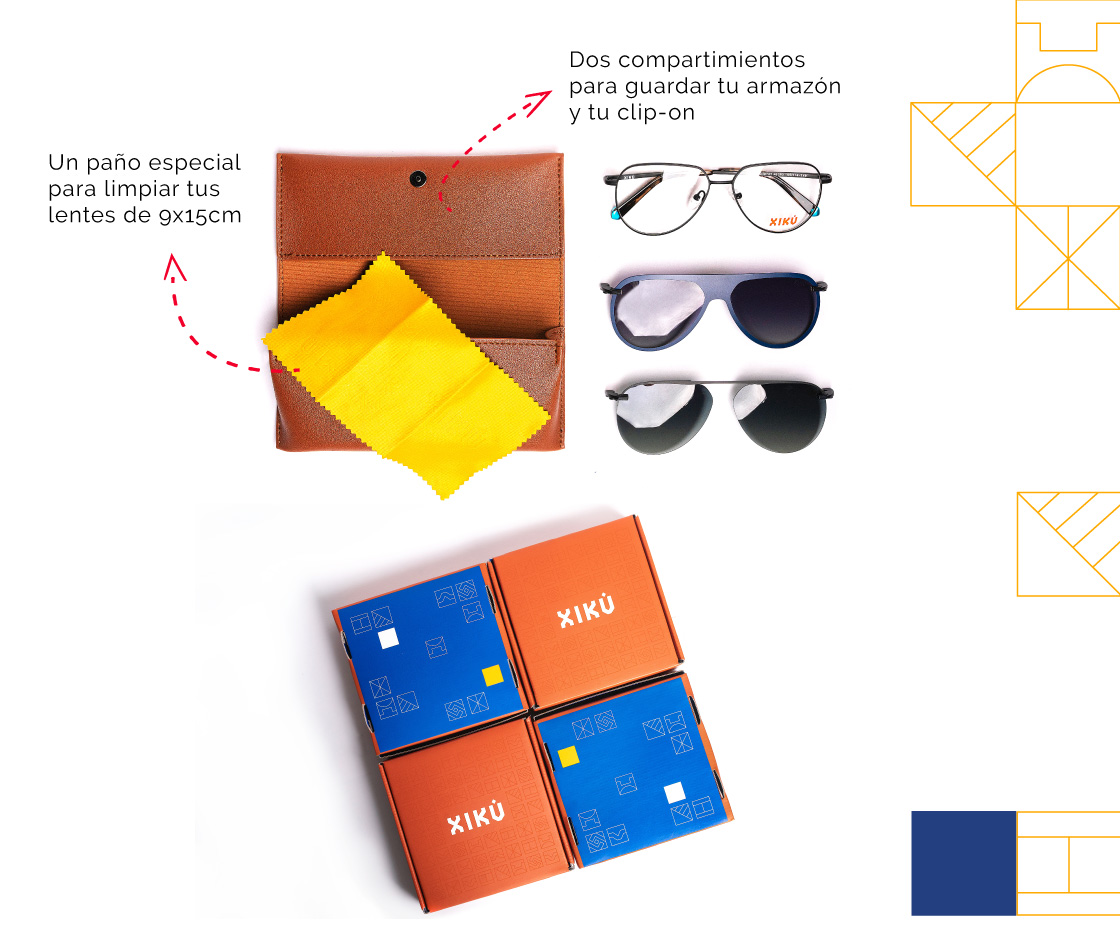 Dos compartimientos
para guardar tu armazón
y tu clip-on
Un paño especial
para limpiar tus
lentes de 9x15cm
XIKÚ
XIKÚ
XIKÚ